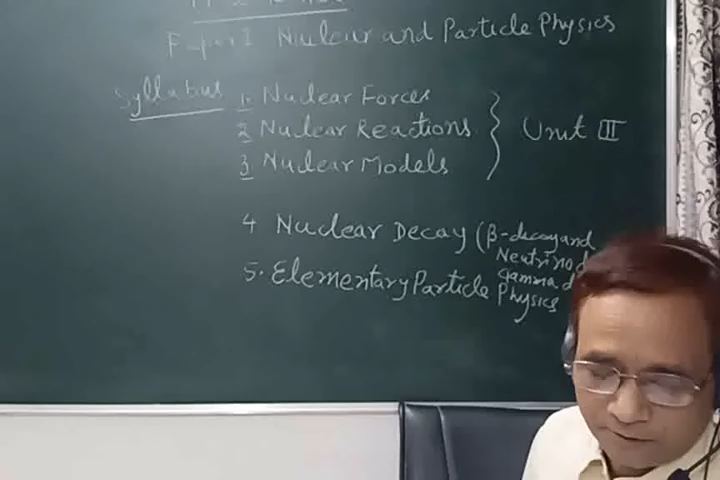 Paper I Nuclear and Particle Physics
Syllabus 1. Nuclear Forces
2 Nuclear Reactions } Unit III
3 Nuclear Models
4 Nuclear Decay (β-decay and
Neutrino
Gamma
5. Elementary Particle Physics